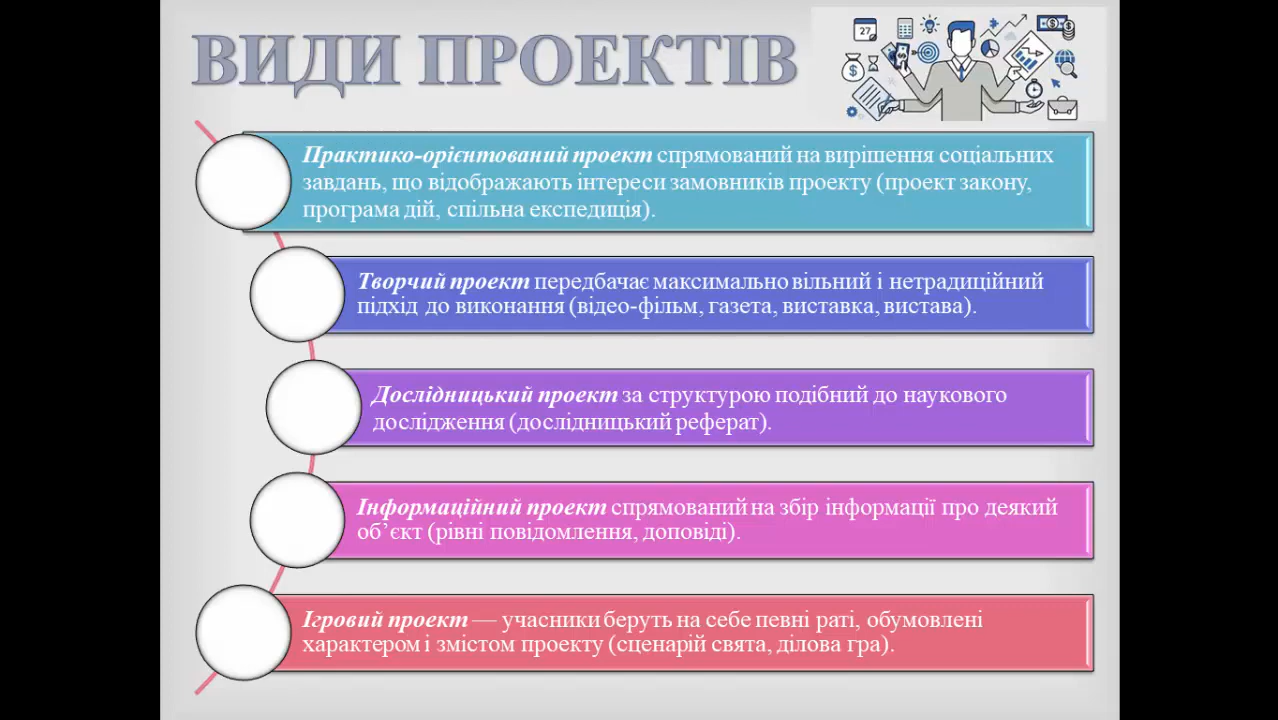 ВИДИ ПРОЕКТІВ
27
Практико-орієнтований проект спрямований на вирішення соціальних
завдань, що відображають інтереси замовників проекту (проект закону,
програма дій, спільна експедиція).
Творчий проект передбачає максимально вільний і нетрадиційний
підхід до виконання (відео-фільм, газета, виставка, вистава).
Дослідницький проект за структурою подібний до наукового
дослідження (дослідницький реферат).
Інформаційний проект спрямований на збір інформації про деякий
об’єкт (рівні повідомлення, доповіді).
Ігровий проект — учасники беруть на себе певні раті, обумовлені
характером і змістом проекту (сценарій свята, ділова гра).